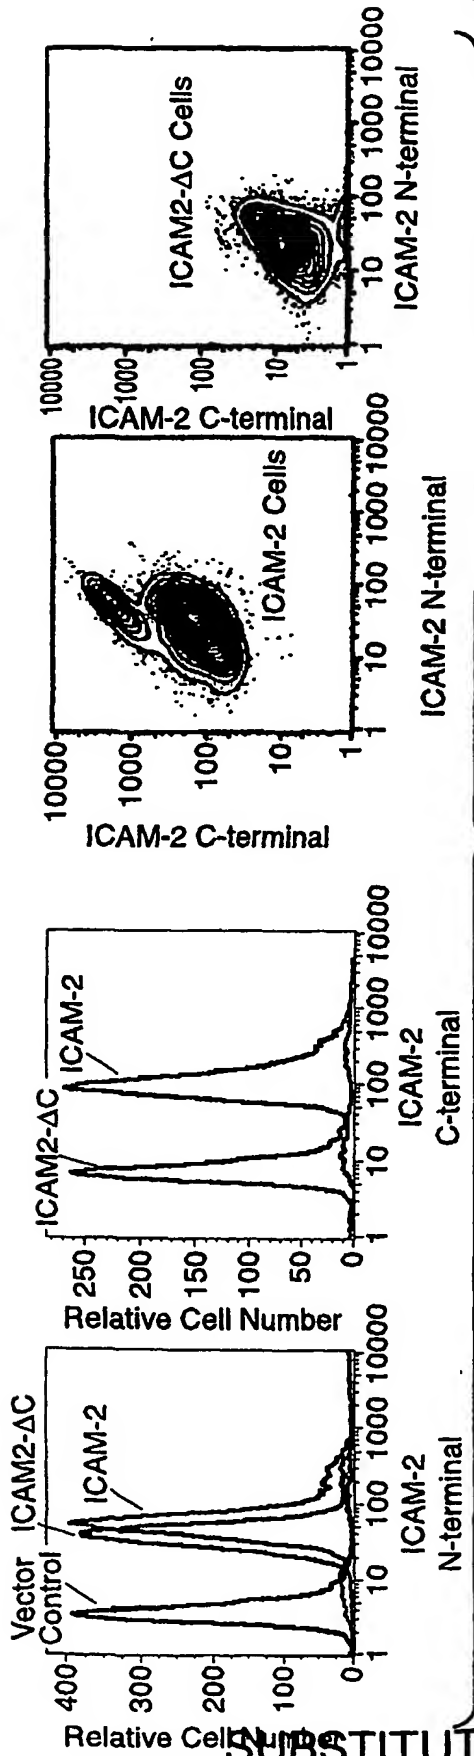 10000
1000
100
10
1
ICAM-2 C-terminal
ICAM2-ΔC Cells
1 10 100 1000 10000
ICAM-2 N-terminal
10000
1000
100
10
1
ICAM-2 C-terminal
ICAM-2 Cells
1 10 100 1000 10000
ICAM-2 N-terminal
ICAM2-ΔC
ICAM-2
250
200
150
100
50
0
Relative Cell Number
1 10 100 1000 10000
ICAM-2
C-terminal
Vector
Control
ICAM2-ΔC
ICAM-2
400
300
200
100
0
Relative Cell Number
1 10 100 1000 10000
ICAM-2
N-terminal
SUBSTITUT